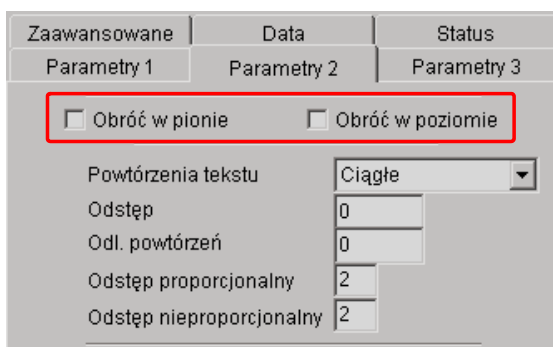 Zaawansowane Data Status
Parametry 1 Parametry 2 Parametry 3
Obróć w pionie Obróć w poziomie
Powtórzenia tekstu Ciągłe
Odstęp 0
Odl. powtórzeń 0
Odstęp proporcjonalny 2
Odstęp nieproporcjonalny 2